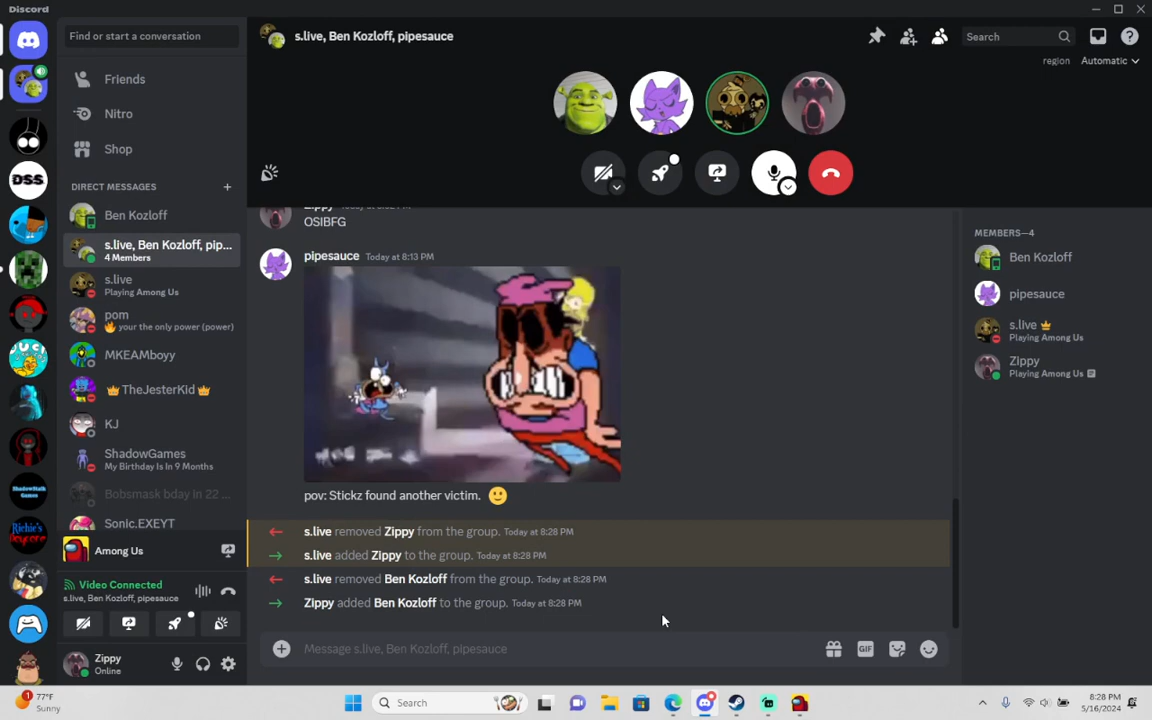 Discord
Find or start a conversation
s.live, Ben Kozloff, pipesauce
Search
region Automatic
Friends
Nitro
Shop
DIRECT MESSAGES
Ben Kozloff
s.live, Ben Kozloff, pip...
4 Members
s.live
Playing Among Us
pom
your the only power (power)
MKEAMboyy
TheJesterKid
KJ
ShadowGames
My Birthday Is In 9 Months
Bobsmask bday in 22 ...
Sonic.EXEYT
Among Us
Video Connected
s.live, Ben Kozloff, pipesauce
Zippy
Online
DSS
OSIBFG
pipesauce Today at 8:13 PM
pov: Stickz found another victim.
s.live removed Zippy from the group. Today at 8:28 PM
s.live added Zippy to the group. Today at 8:28 PM
s.live removed Ben Kozloff from the group. Today at 8:28 PM
Zippy added Ben Kozloff to the group. Today at 8:28 PM
Message s.live, Ben Kozloff, pipesauce
GIF
MEMBERS—4
Ben Kozloff
pipesauce
s.live
Playing Among Us
Zippy
Playing Among Us
1
77°F
Sunny
Search
8:28 PM
5/16/2024